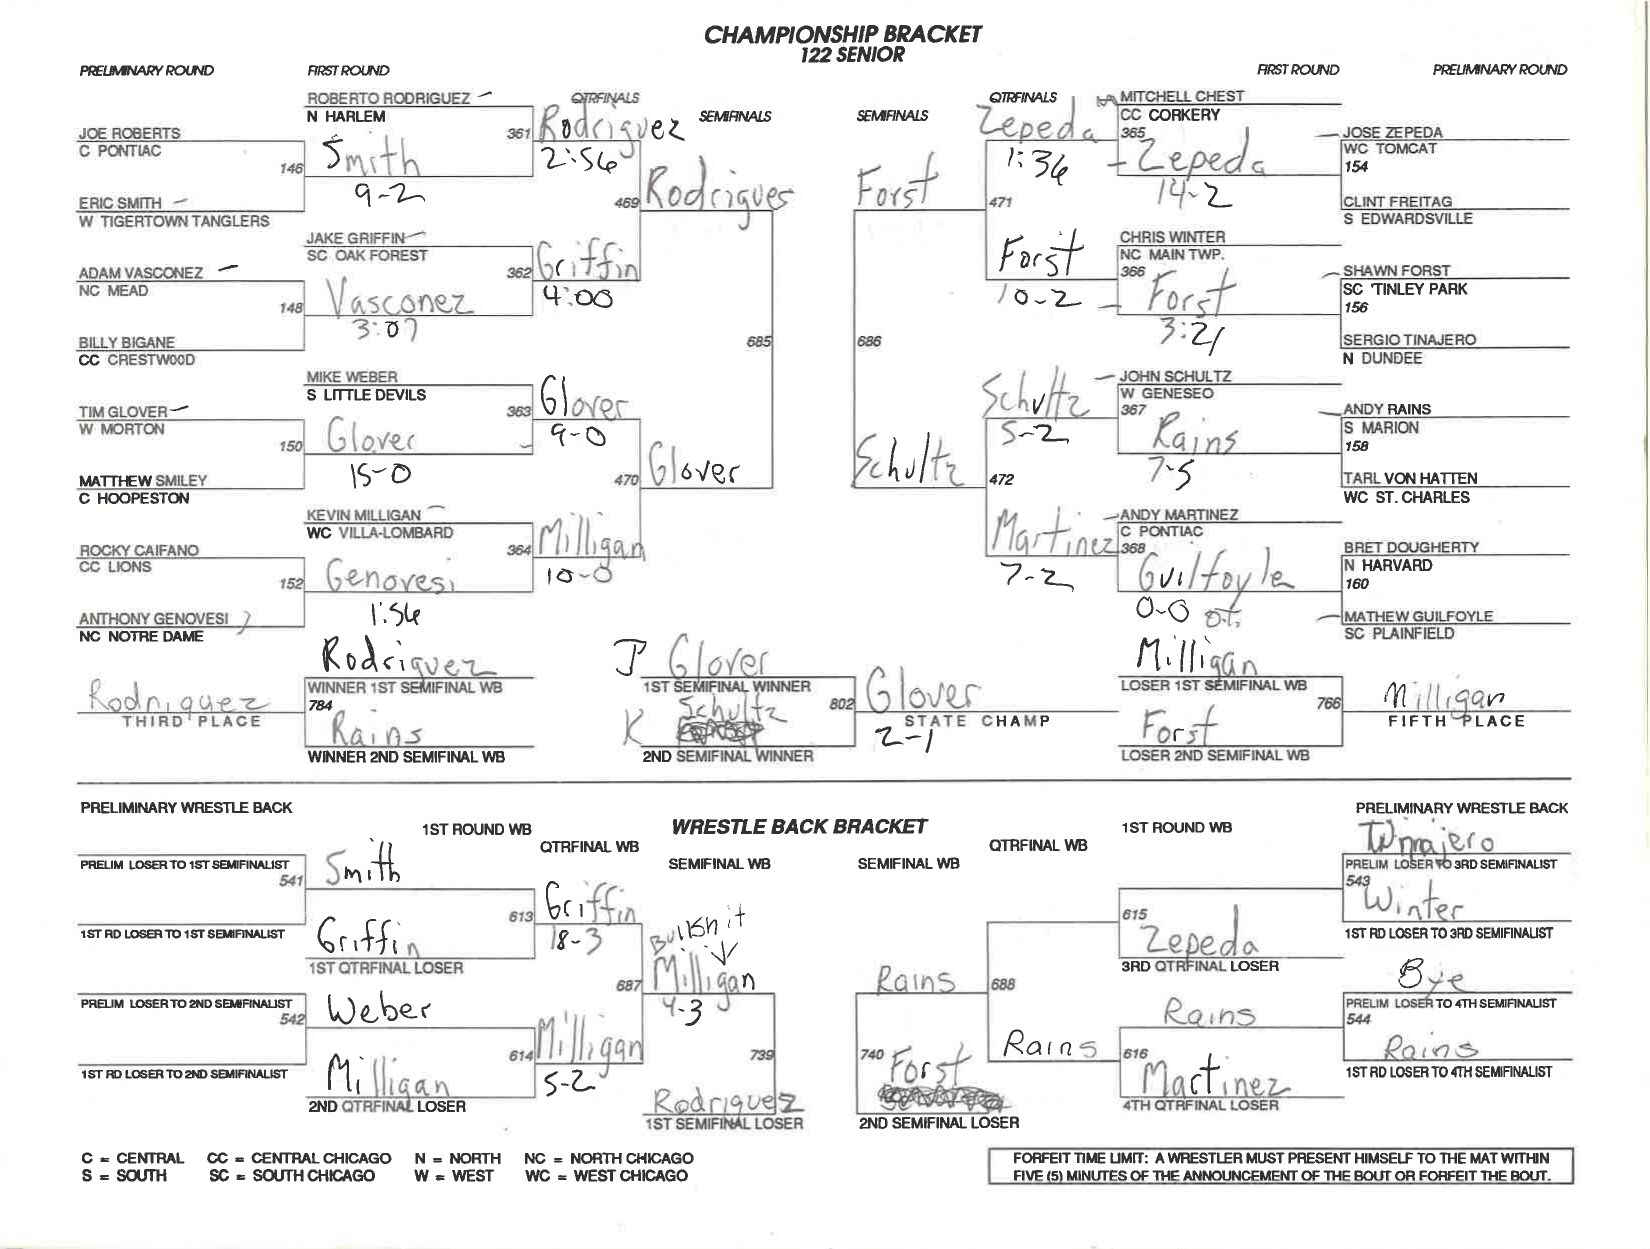 CHAMPIONSHIP BRACKET
122 SENIOR
PRELIMINARY ROUND
FIRST ROUND
QTRFINALS
SEMIFINALS
SEMIFINALS
QTRFINALS
FIRST ROUND
PRELIMINARY ROUND
JOE ROBERTS
C PONTIAC
146
ERIC SMITH
W TIGERTOWN TANGLERS
ADAM VASCONEZ
NC MEAD
148
BILLY BIGANE
CC CRESTWOOD
TIM GLOVER
W MORTON
150
MATTHEW SMILEY
C HOOPESTON
ROCKY CAIFANO
CC LIONS
152
ANTHONY GENOVESI
NC NOTRE DAME
ROBERTO RODRIGUEZ
N HARLEM
361
Smith
9-2
JAKE GRIFFIN
SC OAK FOREST
362
Vasconez
3:07
MIKE WEBER
S LITTLE DEVILS
363
Glover
15-0
KEVIN MILLIGAN
WC VILLA-LOMBARD
364
Genovesi
1:56
Rodriguez
2:56
469
Griffin
4:00
Glover
9-0
470
Milligan
10-0
Rodrigues
685
Glover
Forst
686
Schultz
Zepeda
1:36
471
Forst
10-2
Schultz
5-2
472
Martinez
7-2
MITCHELL CHEST
CC CORKERY
365
Zepeda
14-2
CHRIS WINTER
NC MAIN TWP.
366
Forst
3:21
JOHN SCHULTZ
W GENESEO
367
Rains
7-5
ANDY MARTINEZ
C PONTIAC
368
Guilfoyle
0-0 O.T.
JOSE ZEPEDA
WC TOMCAT
154
CLINT FREITAG
S EDWARDSVILLE
SHAWN FORST
SC TINLEY PARK
156
SERGIO TINAJERO
N DUNDEE
ANDY RAINS
S MARION
158
TARL VON HATTEN
WC ST. CHARLES
BRET DOUGHERTY
N HARVARD
160
MATHEW GUILFOYLE
SC PLAINFIELD
Rodriguez
WINNER 1ST SEMIFINAL WB
784
Rains
WINNER 2ND SEMIFINAL WB
Rodriguez
THIRD PLACE
J Glover
1ST SEMIFINAL WINNER
Schultz
K
2ND SEMIFINAL WINNER
802
Glover
STATE CHAMP
2-1
Milligan
LOSER 1ST SEMIFINAL WB
766
Forst
LOSER 2ND SEMIFINAL WB
Milligan
FIFTH PLACE
PRELIMINARY WRESTLE BACK
1ST ROUND WB
QTRFINAL WB
WRESTLE BACK BRACKET
SEMIFINAL WB
SEMIFINAL WB
QTRFINAL WB
1ST ROUND WB
PRELIMINARY WRESTLE BACK
PRELIM LOSER TO 1ST SEMIFINALIST
541
1ST RD LOSER TO 1ST SEMIFINALIST
PRELIM LOSER TO 2ND SEMIFINALIST
542
1ST RD LOSER TO 2ND SEMIFINALIST
Smith
613
Griffin
1ST QTRFINAL LOSER
Weber
614
Milligan
2ND QTRFINAL LOSER
Griffin
18-3
687
Milligan
5-2
Bullshit
Milligan
4-3
739
Rodriguez
1ST SEMIFINAL LOSER
Rains
740
Forst
2ND SEMIFINAL LOSER
688
Rains
615
Zepeda
3RD QTRFINAL LOSER
Rains
616
Martinez
4TH QTRFINAL LOSER
PRELIM LOSER TO 3RD SEMIFINALIST
543
Winter
1ST RD LOSER TO 3RD SEMIFINALIST
Bye
PRELIM LOSER TO 4TH SEMIFINALIST
544
Rains
1ST RD LOSER TO 4TH SEMIFINALIST
C = CENTRAL CC = CENTRAL CHICAGO N = NORTH NC = NORTH CHICAGO
S = SOUTH SC = SOUTH CHICAGO W = WEST WC = WEST CHICAGO
FORFEIT TIME LIMIT: A WRESTLER MUST PRESENT HIMSELF TO THE MAT WITHIN
FIVE (5) MINUTES OF THE ANNOUNCEMENT OF THE BOUT OR FORFEIT THE BOUT.